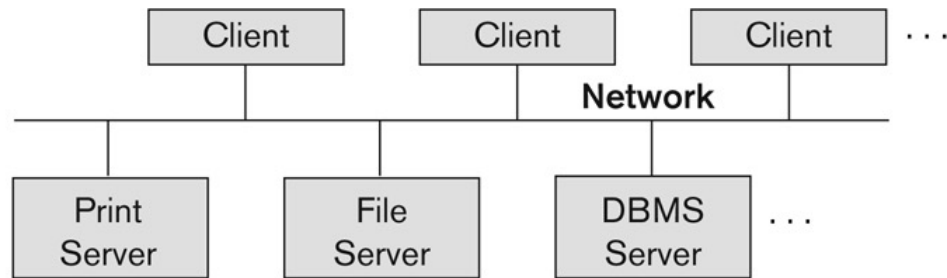 Client Client Client ...
Network
Print File DBMS ...
Server Server Server